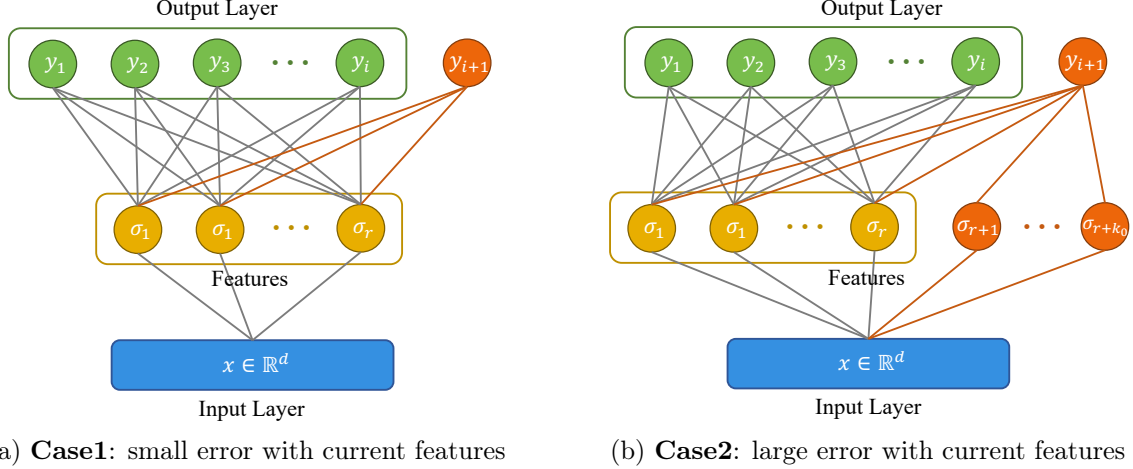 Output Layer
y₁ y₂ y₃ ··· yᵢ yᵢ₊₁
σ₁ σ₁ ··· σᵣ
Features
x ∈ ℝᵈ
Input Layer
a) Case1: small error with current features
Output Layer
y₁ y₂ y₃ ··· yᵢ yᵢ₊₁
σ₁ σ₁ ··· σᵣ σᵣ₊₁ ··· σᵣ₊ₖ₀
Features
x ∈ ℝᵈ
Input Layer
(b) Case2: large error with current features